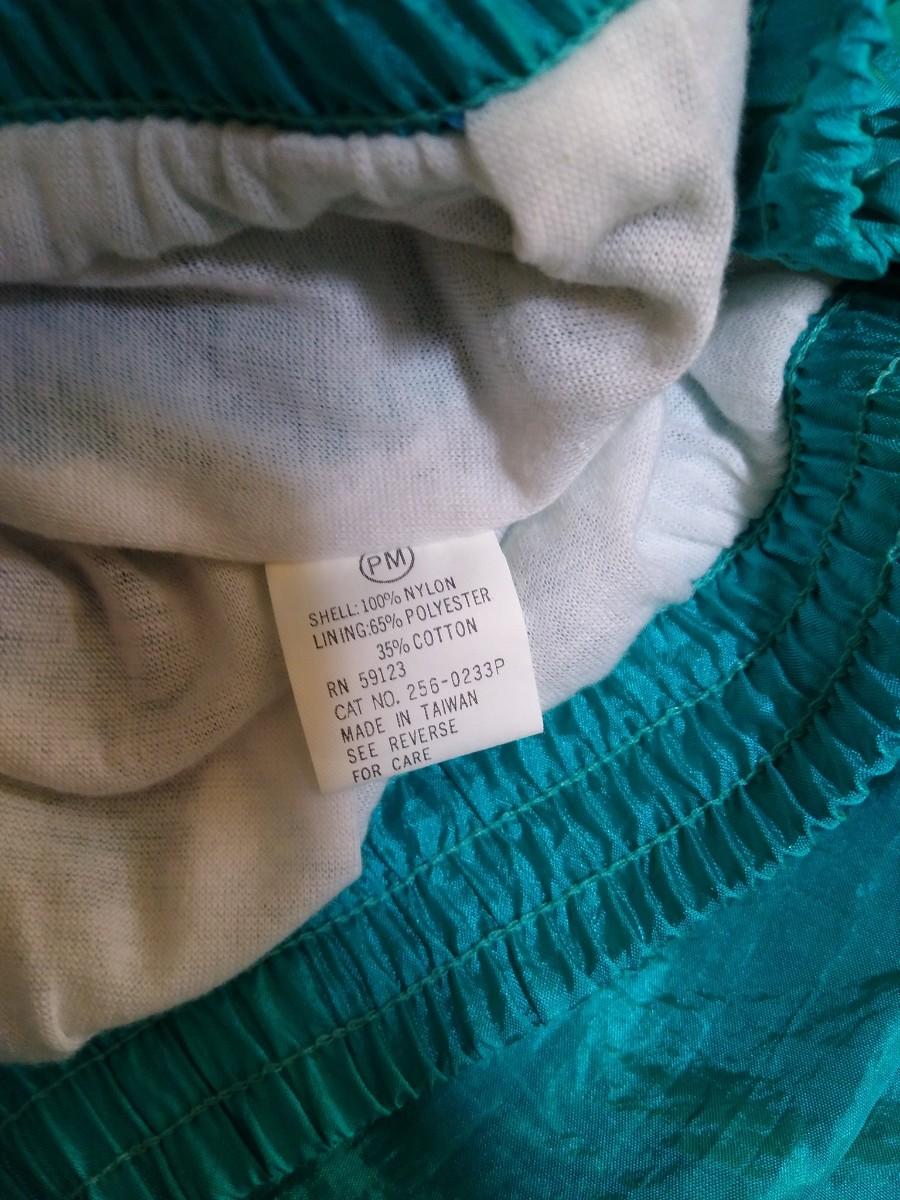 PM
SHELL:100% NYLON
LINING:65% POLYESTER
35% COTTON
RN 59123
CAT NO. 256-0233P
MADE IN TAIWAN
SEE REVERSE
FOR CARE